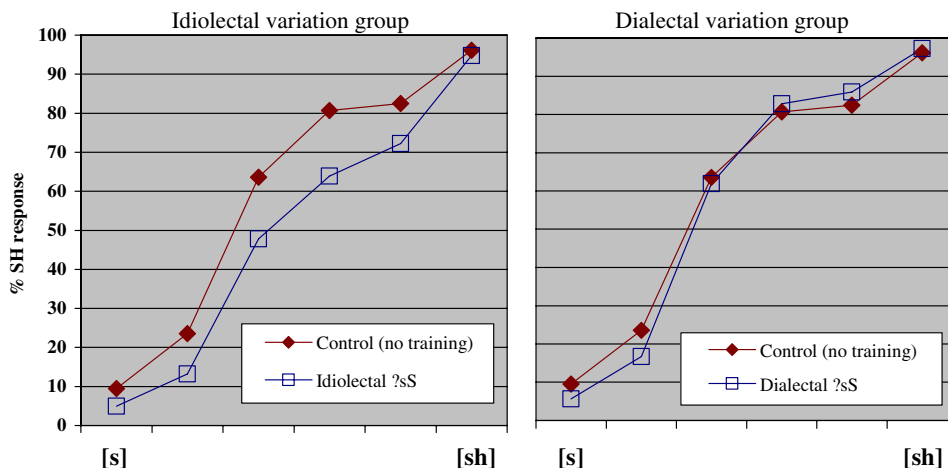 Idiolectal variation group
Dialectal variation group
100
90
80
70
60
50
40
30
20
10
0
% SH response
Control (no training)
Idiolectal ?sS
Control (no training)
Dialectal ?sS
[s]
[sh]
[s]
[sh]